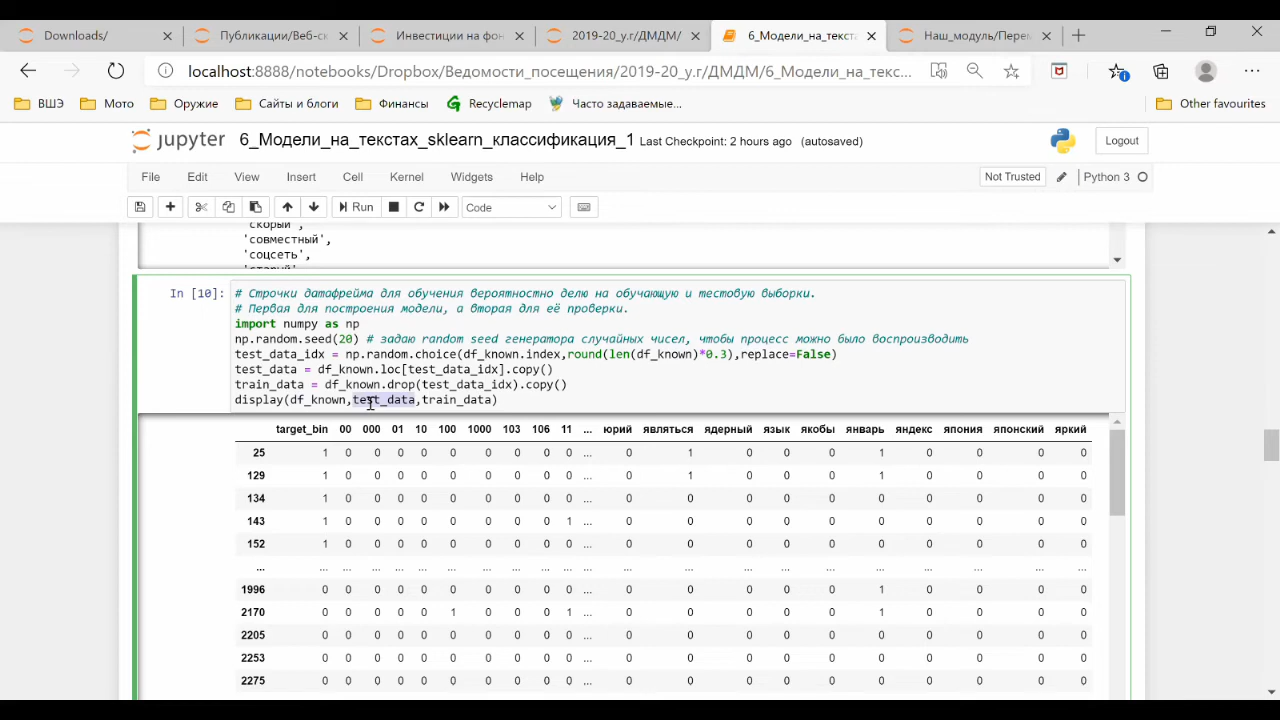 Downloads/
Публикации/Веб-ск
Инвестиции на фон
2019-20_у.г/ДМДМ/
6_Модели_на_текста
Наш_модуль/Перем
localhost:8888/notebooks/Dropbox/Ведомости_посещения/2019-20_у.г/ДМДМ/6_Модели_на_текс...
ВШЭ Мото Оружие Сайты и блоги Финансы Recyclemap Часто задаваемые... Other favourites
jupyter 6_Модели_на_текстах_sklearn_классификация_1 Last Checkpoint: 2 hours ago (autosaved) Logout
File Edit View Insert Cell Kernel Widgets Help Not Trusted Python 3
Run Code
'скорый',
'совместный',
'соцсеть',
In [10]: # Строчки датафрейма для обучения вероятностно делю на обучающую и тестовую выборки.
# Первая для построения модели, а вторая для её проверки.
import numpy as np
np.random.seed(20) # задаю random seed генератора случайных чисел, чтобы процесс можно было воспроизводить
test_data_idx = np.random.choice(df_known.index,round(len(df_known)*0.3),replace=False)
test_data = df_known.loc[test_data_idx].copy()
train_data = df_known.drop(test_data_idx).copy()
display(df_known,test_data,train_data)
target_bin 00 000 01 10 100 1000 103 106 11 ... юрий являться ядерный язык якобы январь яндекс япония японский яркий
25 1 0 0 0 0 0 0 0 0 0 ... 0 1 0 0 0 1 0 0 0 0
129 1 0 0 0 0 0 0 0 0 0 ... 0 1 0 0 0 1 0 0 0 0
134 1 0 0 0 0 0 0 0 0 0 ... 0 0 0 0 0 0 0 0 0 0
143 1 0 0 0 0 0 0 0 0 1 ... 0 0 0 0 0 0 0 0 0 0
152 1 0 0 0 0 0 0 0 0 0 ... 0 0 0 0 0 0 0 0 0 0
... ... ... ... ... ... ... ... ... ... ... ... ... ... ... ... ... ... ... ... ... ...
1996 0 0 0 0 0 0 0 0 0 0 ... 0 0 0 0 0 1 0 0 0 0
2170 0 0 0 0 0 1 0 0 0 1 ... 0 0 0 0 0 1 0 0 0 0
2205 0 0 0 0 0 0 0 0 0 0 ... 0 0 0 0 0 0 0 0 0 0
2253 0 0 0 0 0 0 0 0 0 0 ... 0 0 0 0 0 0 0 0 0 0
2275 0 0 0 0 0 0 0 0 0 0 ... 0 0 0 0 0 0 0 0 0 0